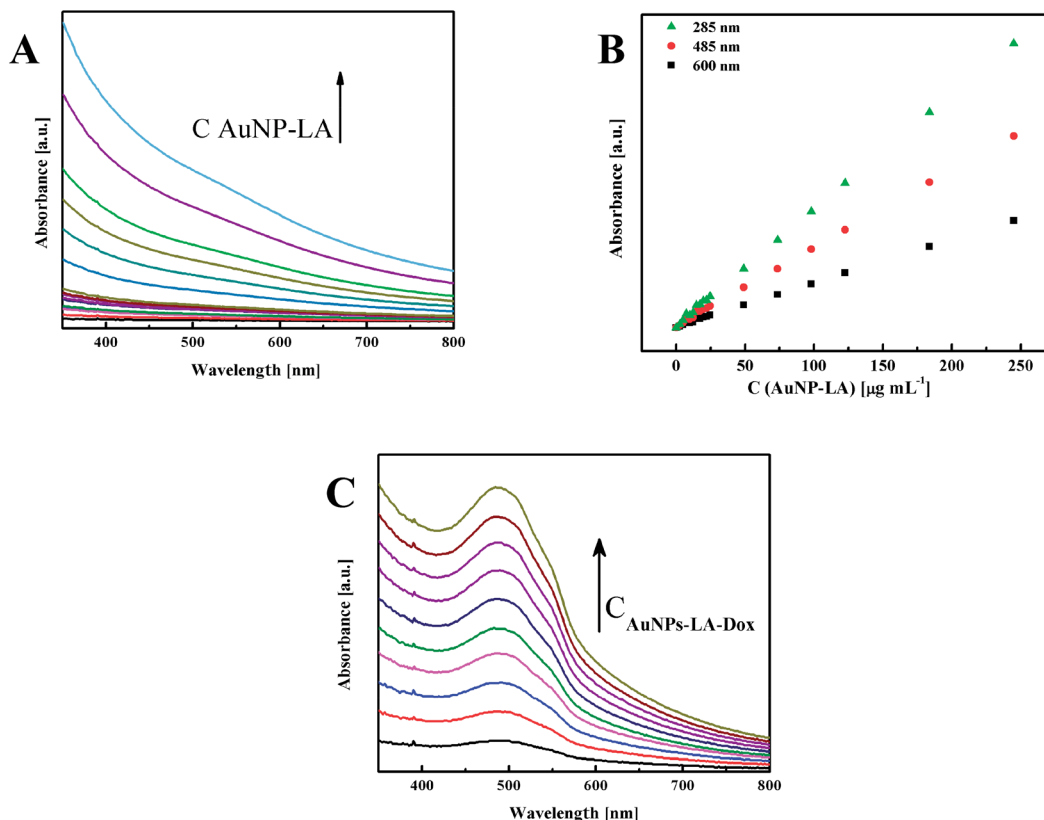 A
Absorbance [a.u.]
C AuNP-LA
400 500 600 700 800
Wavelength [nm]
B
285 nm
485 nm
600 nm
Absorbance [a.u.]
0 50 100 150 200 250
C (AuNP-LA) [µg mL⁻¹]
C
Absorbance [a.u.]
C AuNPs-LA-Dox
400 500 600 700 800
Wavelength [nm]